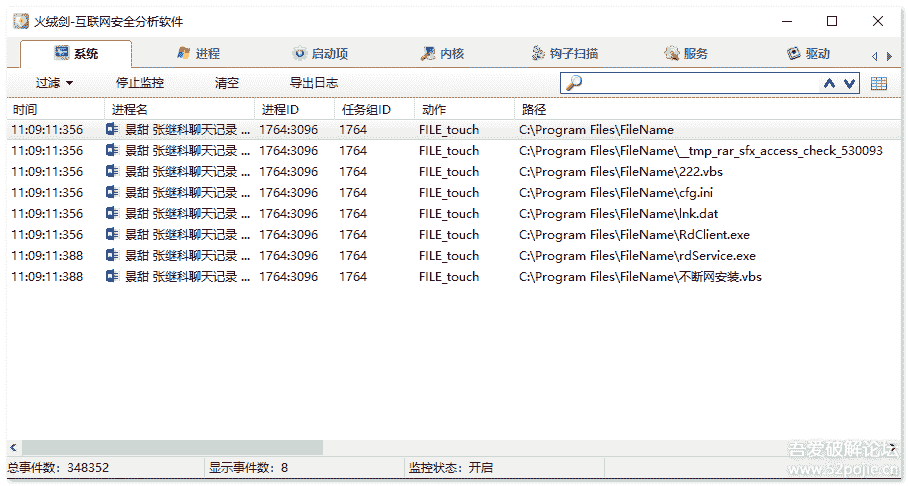 火绒剑-互联网安全分析软件
系统 进程 启动项 内核 钩子扫描 服务 驱动
过滤 停止监控 清空 导出日志
时间 进程名 进程ID 任务组ID 动作 路径
11:09:11:356 景甜 张继科聊天记录 ... 1764:3096 1764 FILE_touch C:\Program Files\FileName
11:09:11:356 景甜 张继科聊天记录 ... 1764:3096 1764 FILE_touch C:\Program Files\FileName\__tmp_rar_sfx_access_check_530093
11:09:11:356 景甜 张继科聊天记录 ... 1764:3096 1764 FILE_touch C:\Program Files\FileName\222.vbs
11:09:11:356 景甜 张继科聊天记录 ... 1764:3096 1764 FILE_touch C:\Program Files\FileName\cfg.ini
11:09:11:356 景甜 张继科聊天记录 ... 1764:3096 1764 FILE_touch C:\Program Files\FileName\lnk.dat
11:09:11:356 景甜 张继科聊天记录 ... 1764:3096 1764 FILE_touch C:\Program Files\FileName\RdClient.exe
11:09:11:388 景甜 张继科聊天记录 ... 1764:3096 1764 FILE_touch C:\Program Files\FileName\rdService.exe
11:09:11:388 景甜 张继科聊天记录 ... 1764:3096 1764 FILE_touch C:\Program Files\FileName\不断网安装.vbs
总事件数: 348352 显示事件数: 8 监控状态: 开启
吾爱破解论坛
www.52pojie.cn